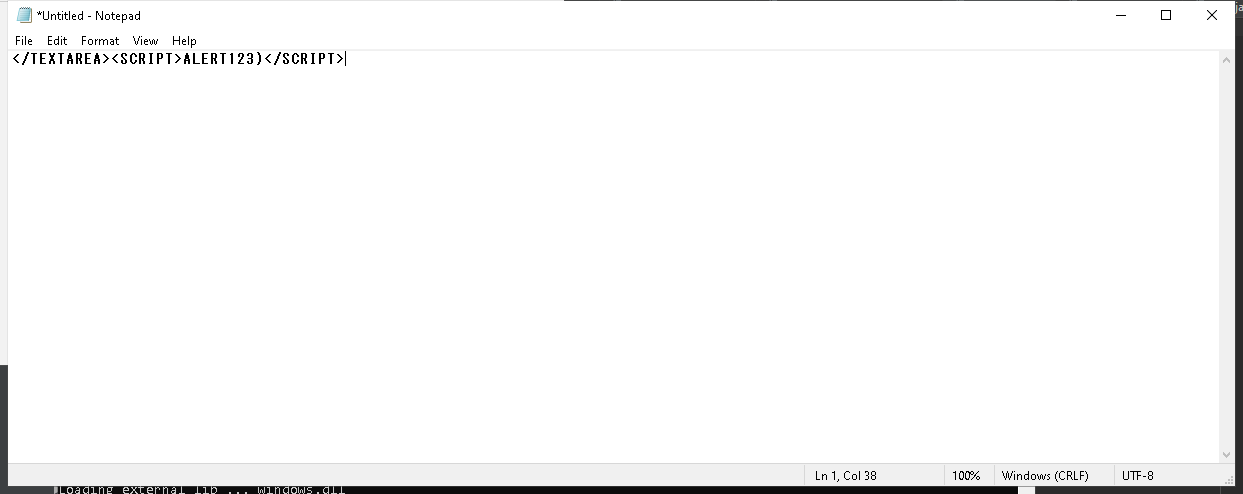 *Untitled - Notepad
File Edit Format View Help
</TEXTAREA><SCRIPT>ALERT123)</SCRIPT>
Ln 1, Col 38 100% Windows (CRLF) UTF-8
Loading external lib ... windows.dll